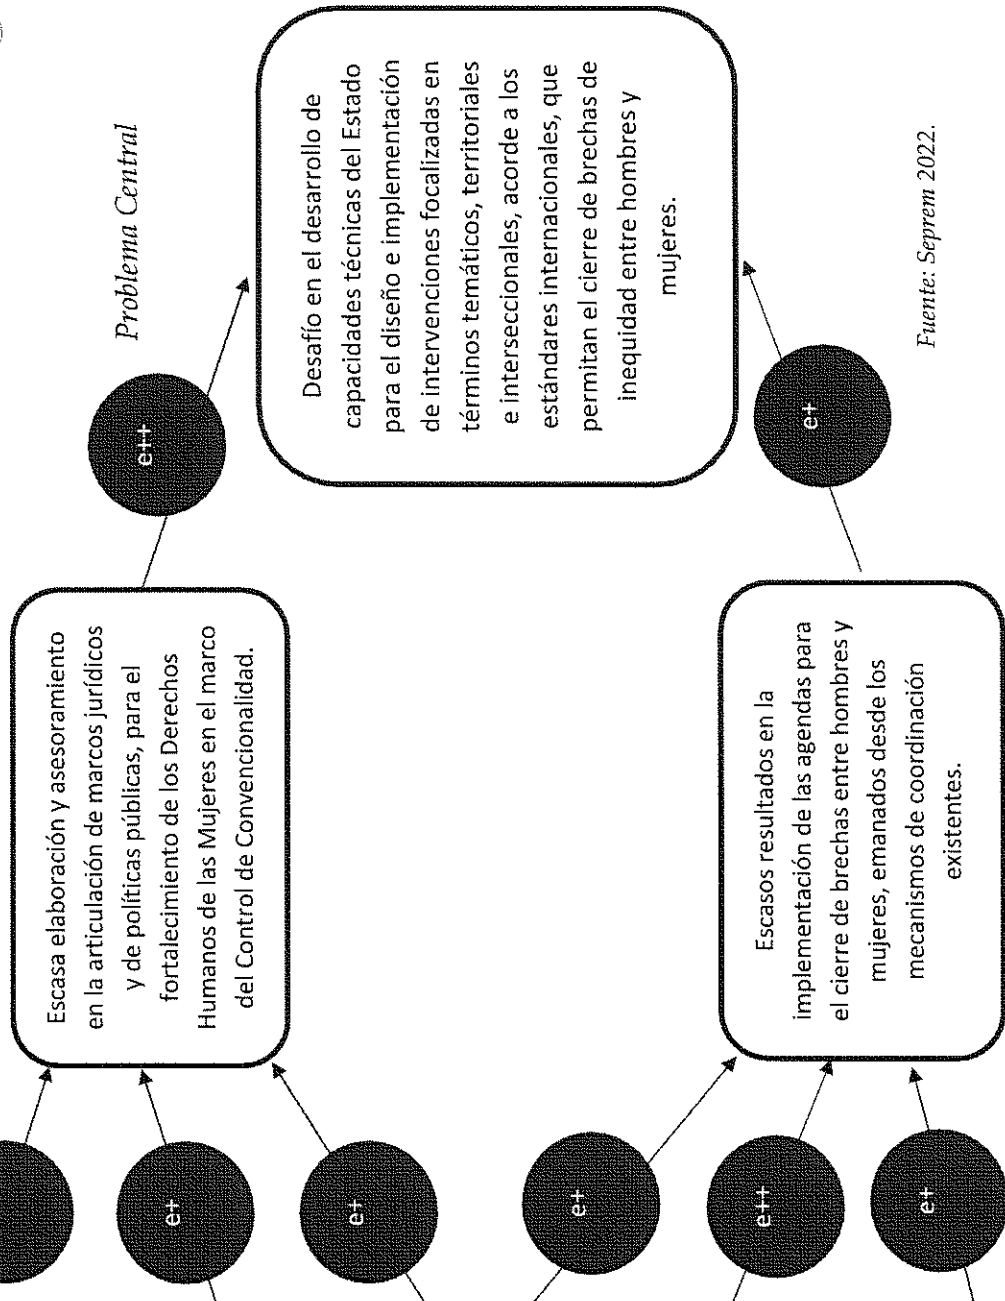 Problema Central
e+
e+
Escasa elaboración y asesoramiento
en la articulación de marcos jurídicos
y de políticas públicas, para el
fortalecimiento de los Derechos
Humanos de las Mujeres en el marco
del Control de Convencionalidad.
e++
Desafío en el desarrollo de
capacidades técnicas del Estado
para el diseño e implementación
de intervenciones focalizadas en
términos temáticos, territoriales
e interseccionales, acorde a los
estándares internacionales, que
permitan el cierre de brechas de
inequidad entre hombres y
mujeres.
e+
e++
e+
Escasos resultados en la
implementación de las agendas para
el cierre de brechas entre hombres y
mujeres, emanados desde los
mecanismos de coordinación
existentes.
e+
Fuente: Seprem 2022.